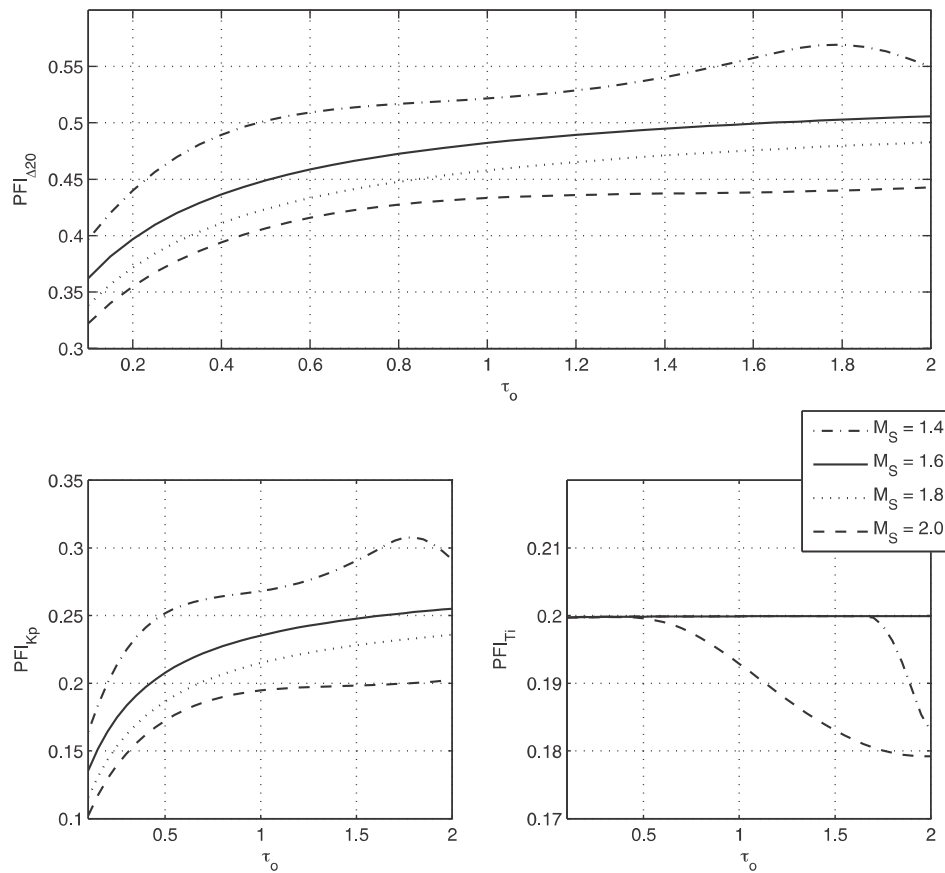 PFI_Δ20
0.55
0.5
0.45
0.4
0.35
0.3
0.2 0.4 0.6 0.8 1 1.2 1.4 1.6 1.8 2
τ_o
M_S = 1.4
M_S = 1.6
M_S = 1.8
M_S = 2.0
PFI_Kp
0.35
0.3
0.25
0.2
0.15
0.1
0.5 1 1.5 2
τ_o
PFI_Ti
0.21
0.2
0.19
0.18
0.17
0.5 1 1.5 2
τ_o